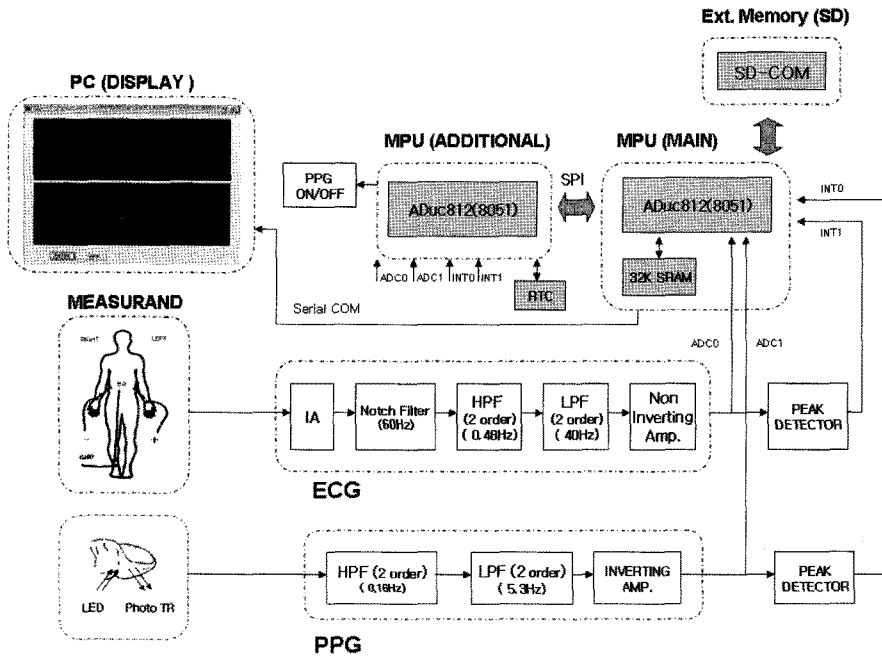 Ext. Memory (SD)
SD-COM
PC (DISPLAY )
MPU (ADDITIONAL)
MPU (MAIN)
PPG
ON/OFF
ADuc812(8051)
SPI
ADuc812(8051)
INT0
INT1
ADC0
ADC1
INT0
INT1
RTC
32K SRAM
Serial COM
ADC0
ADC1
MEASURAND
RIGHT
LEFT
GND
IA
Notch Filter
(60Hz)
HPF
(2 order)
( 0.48Hz)
LPF
(2 order)
( 40Hz)
Non
Inverting
Amp.
PEAK
DETECTOR
ECG
LED
Photo TR
HPF (2 order)
( 0.16Hz)
LPF (2 order)
( 5.3Hz)
INVERTING
AMP.
PEAK
DETECTOR
PPG